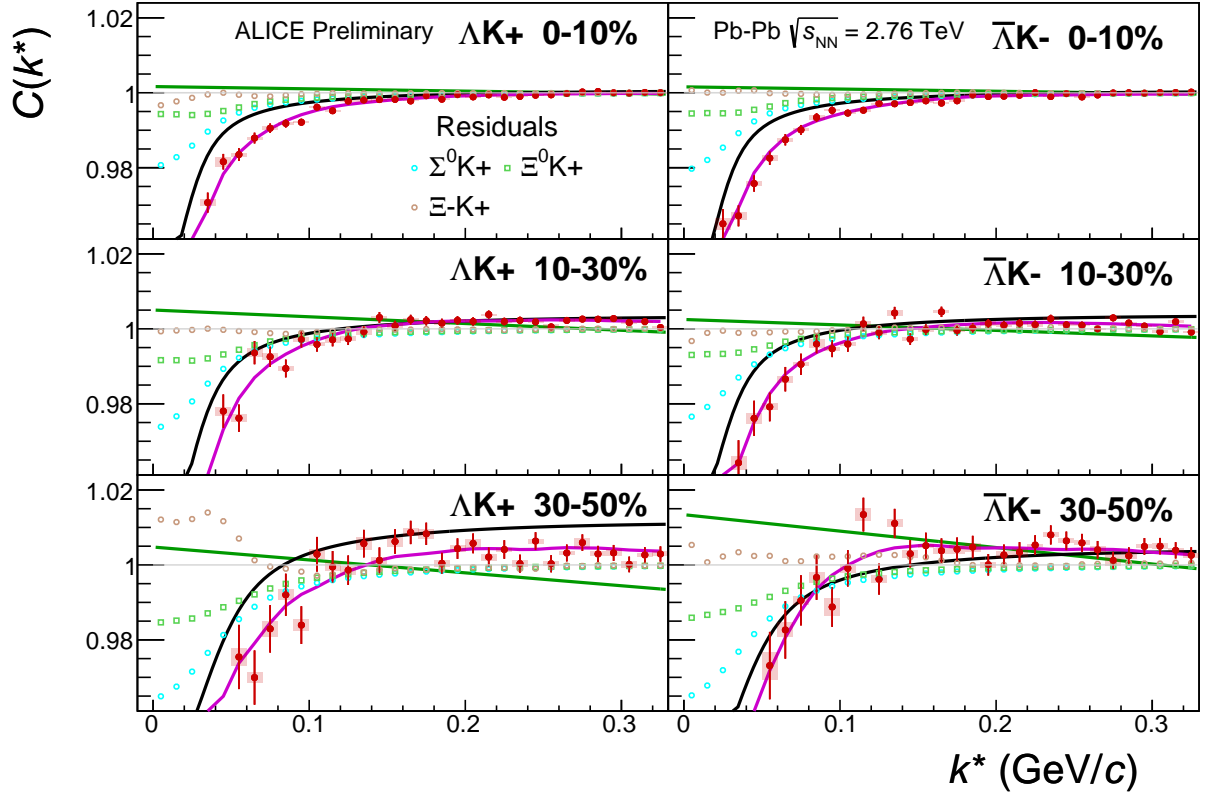 C(k*)
ALICE Preliminary
ΛK+ 0-10%
1.02
1
0.98
Residuals
Σ⁰K+
Ξ⁰K+
Ξ-K+
Pb-Pb √s_NN = 2.76 TeV
Λ̅K- 0-10%
ΛK+ 10-30%
1.02
1
0.98
Λ̅K- 10-30%
ΛK+ 30-50%
1.02
1
0.98
Λ̅K- 30-50%
0 0.1 0.2 0.3
0 0.1 0.2 0.3
k* (GeV/c)